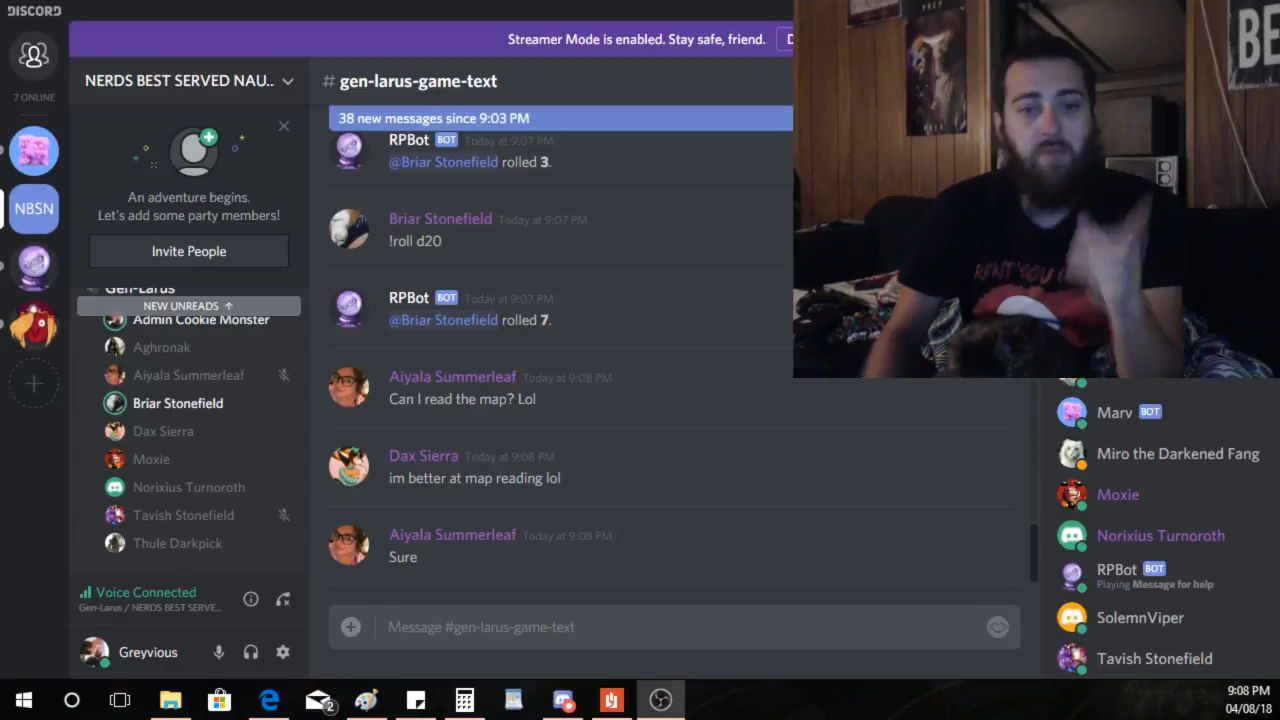 DISCORD
7 ONLINE
NBSN
Streamer Mode is enabled. Stay safe, friend.
NERDS BEST SERVED NAU...
An adventure begins.
Let's add some party members!
Invite People
Gen-Larus
NEW UNREADS ↑
Admin Cookie Monster
Aghronak
Aiyala Summerleaf
Briar Stonefield
Dax Sierra
Moxie
Norixius Turnoroth
Tavish Stonefield
Thule Darkpick
Voice Connected
Gen-Larus / NERDS BEST SERVE...
Greyvious
# gen-larus-game-text
38 new messages since 9:03 PM
RPBot BOT Today at 9:07 PM
@Briar Stonefield rolled 3.
Briar Stonefield Today at 9:07 PM
!roll d20
RPBot BOT Today at 9:07 PM
@Briar Stonefield rolled 7.
Aiyala Summerleaf Today at 9:08 PM
Can I read the map? Lol
Dax Sierra Today at 9:08 PM
im better at map reading lol
Aiyala Summerleaf Today at 9:08 PM
Sure
Message #gen-larus-game-text
PREY
BE
Marv BOT
Miro the Darkened Fang
Moxie
Norixius Turnoroth
RPBot BOT
Playing Message for help
SolemnViper
Tavish Stonefield
2
9:08 PM
04/08/18